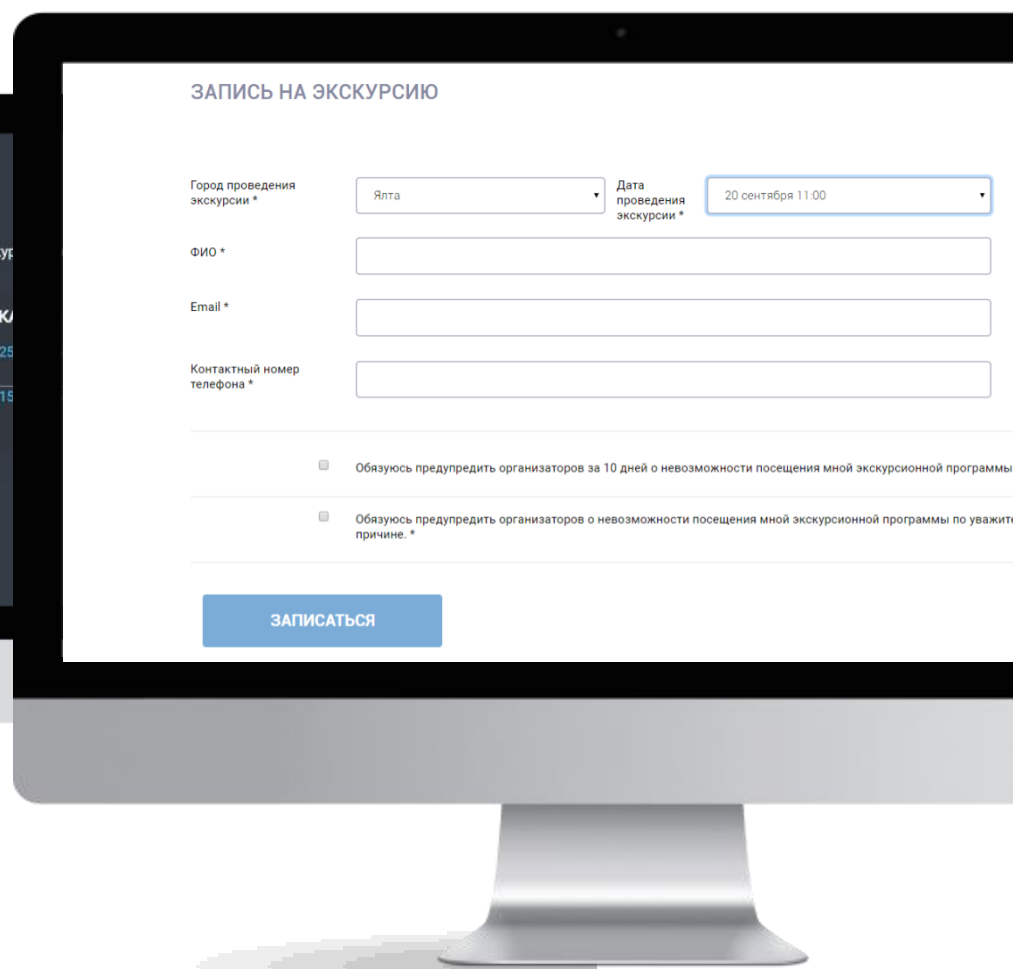 ЗАПИСЬ НА ЭКСКУРСИЮ
Город проведения
экскурсии *
Ялта
Дата
проведения
экскурсии *
20 сентября 11:00
ФИО *
Email *
Контактный номер
телефона *
Обязуюсь предупредить организаторов за 10 дней о невозможности посещения мной экскурсионной программы
Обязуюсь предупредить организаторов о невозможности посещения мной экскурсионной программы по
причине. *
ЗАПИСАТЬСЯ
25
15